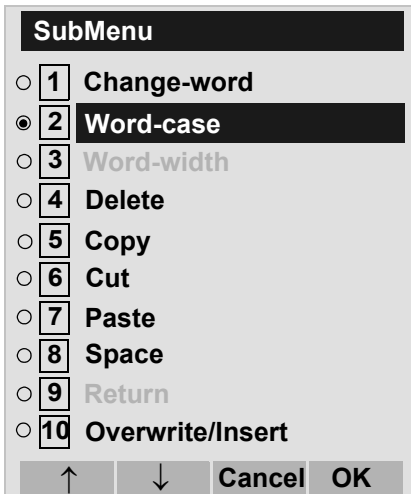 SubMenu
1 Change-word
2 Word-case
3 Word-width
4 Delete
5 Copy
6 Cut
7 Paste
8 Space
9 Return
10 Overwrite/Insert
↑ ↓ Cancel OK